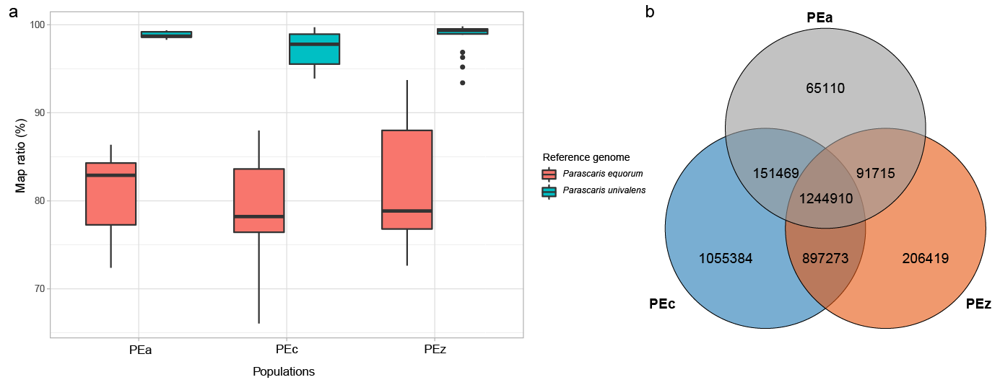 a
100
90
80
70
Map ratio (%)
PEa
PEc
PEz
Populations
Reference genome
Parascaris equorum
Parascaris univalens
b
PEa
65110
151469
91715
1244910
1055384
897273
206419
PEc
PEz